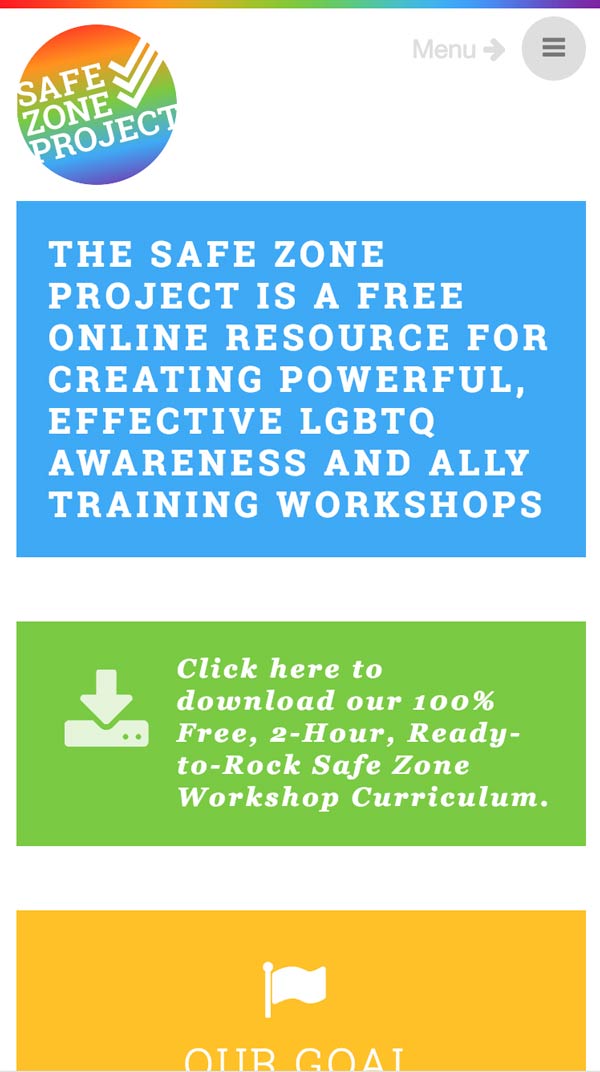 SAFE
ZONE
PROJECT
Menu
THE SAFE ZONE
PROJECT IS A FREE
ONLINE RESOURCE FOR
CREATING POWERFUL,
EFFECTIVE LGBTQ
AWARENESS AND ALLY
TRAINING WORKSHOPS
Click here to
download our 100%
Free, 2-Hour, Ready-
to-Rock Safe Zone
Workshop Curriculum.
OUR GOAL